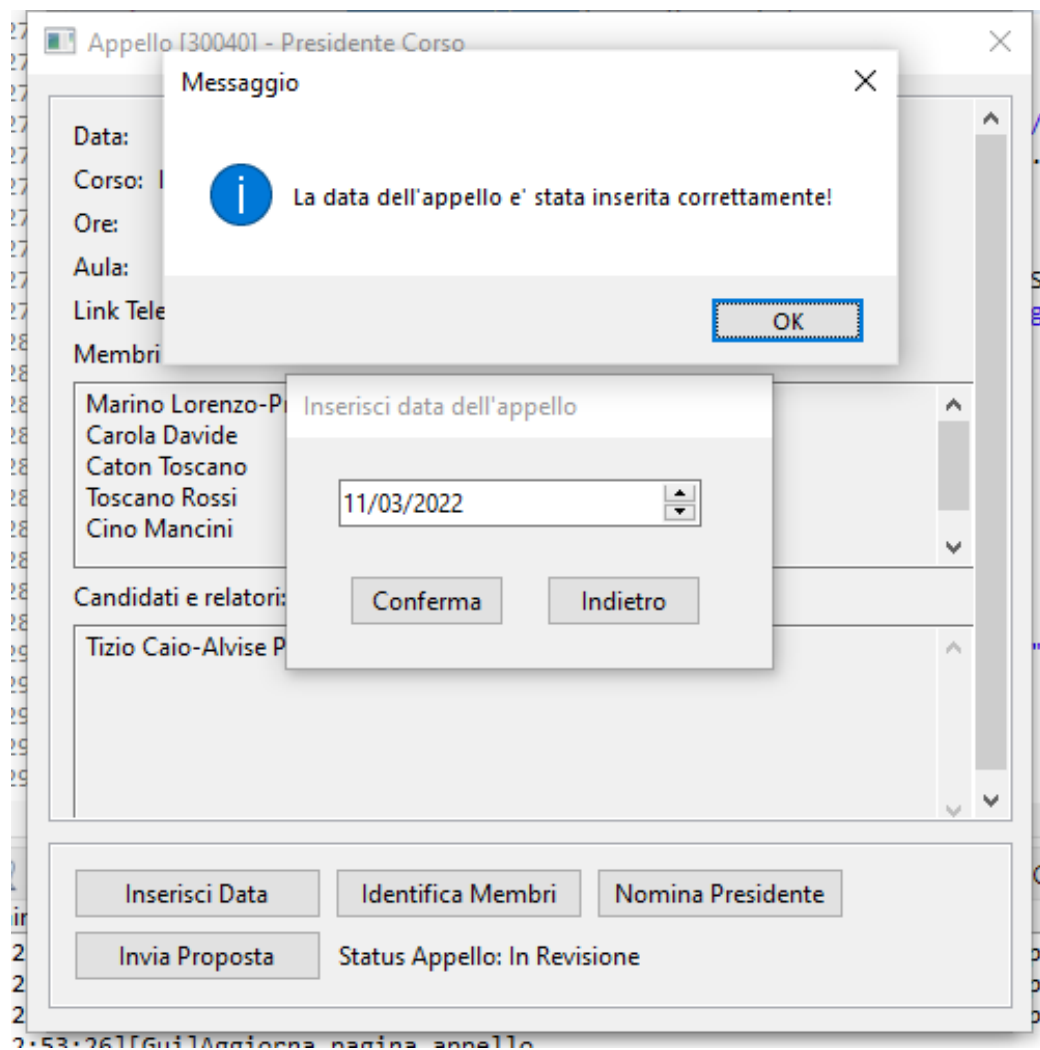 Appello [30040] - Presidente Corso
Messaggio
La data dell'appello e' stata inserita correttamente!
OK
Data:
Corso:
Ore:
Aula:
Link Tele
Membri
Marino Lorenzo-P
Carola Davide
Caton Toscano
Toscano Rossi
Cino Mancini
Inserisci data dell'appello
11/03/2022
Conferma
Indietro
Candidati e relatori:
Tizio Caio-Alvise P
Inserisci Data
Identifica Membri
Nomina Presidente
Invia Proposta
Status Appello: In Revisione
2:53:26][Gui]Aggiorna pagina appello